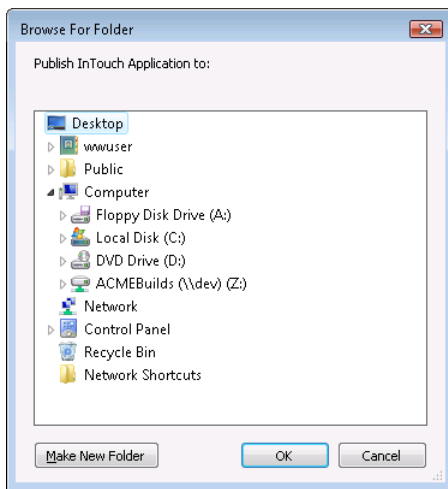 Browse For Folder
Publish InTouch Application to:
Desktop
wwuser
Public
Computer
Floppy Disk Drive (A:)
Local Disk (C:)
DVD Drive (D:)
ACMEBuilds (\\dev) (Z:)
Network
Control Panel
Recycle Bin
Network Shortcuts
Make New Folder OK Cancel